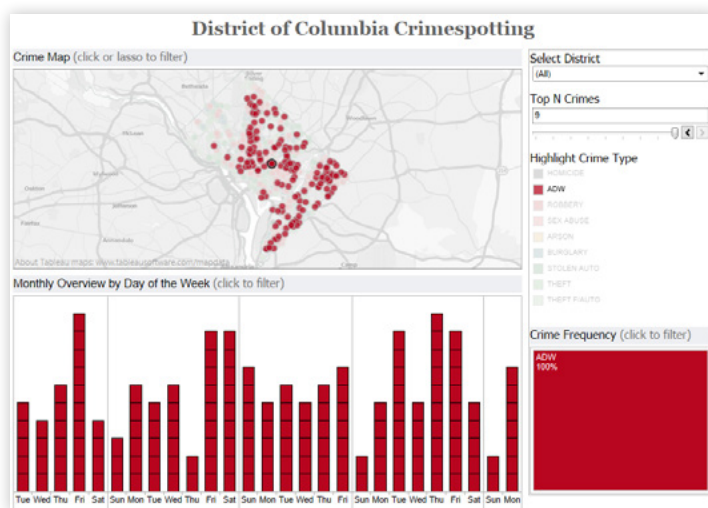 District of Columbia Crimespotting
Crime Map (click or lasso to filter)
About Tableau maps: www.tableausoftware.com/mapdata
Select District
(All)
Top N Crimes
9
Highlight Crime Type
HOMICIDE
ADW
ROBBERY
SEX ABUSE
ARSON
BURGLARY
STOLEN AUTO
THEFT
THEFT F/AUTO
Monthly Overview by Day of the Week (click to filter)
Tue Wed Thu Fri Sat Sun Mon Tue Wed Thu Fri Sat Sun Mon Tue Wed Thu Fri Sun Mon Tue Wed Thu Fri Sat Sun Mon
Crime Frequency (click to filter)
ADW
100%